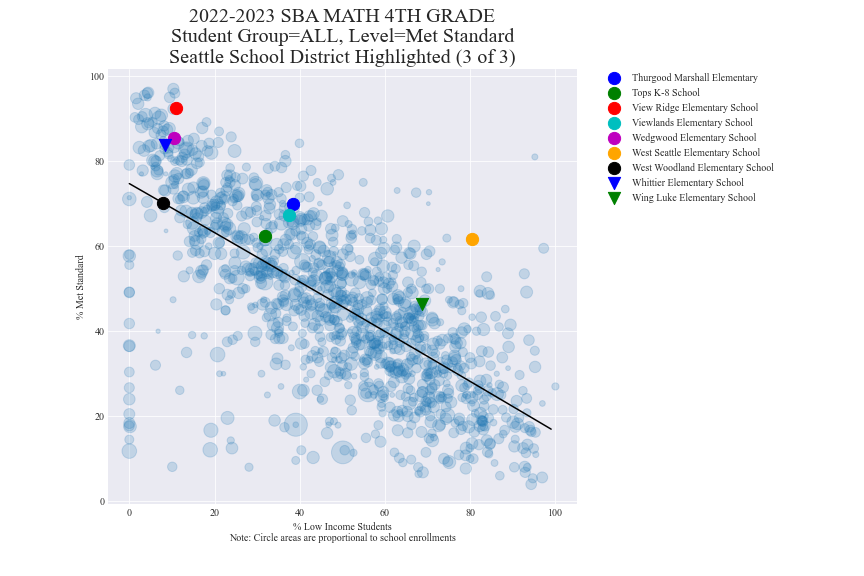 2022-2023 SBA MATH 4TH GRADE
Student Group=ALL, Level=Met Standard
Seattle School District Highlighted (3 of 3)
100
80
60
40
20
0
% Met Standard
0 20 40 60 80 100
% Low Income Students
Note: Circle areas are proportional to school enrollments
Thurgood Marshall Elementary
Tops K-8 School
View Ridge Elementary School
Viewlands Elementary School
Wedgwood Elementary School
West Seattle Elementary School
West Woodland Elementary School
Whittier Elementary School
Wing Luke Elementary School